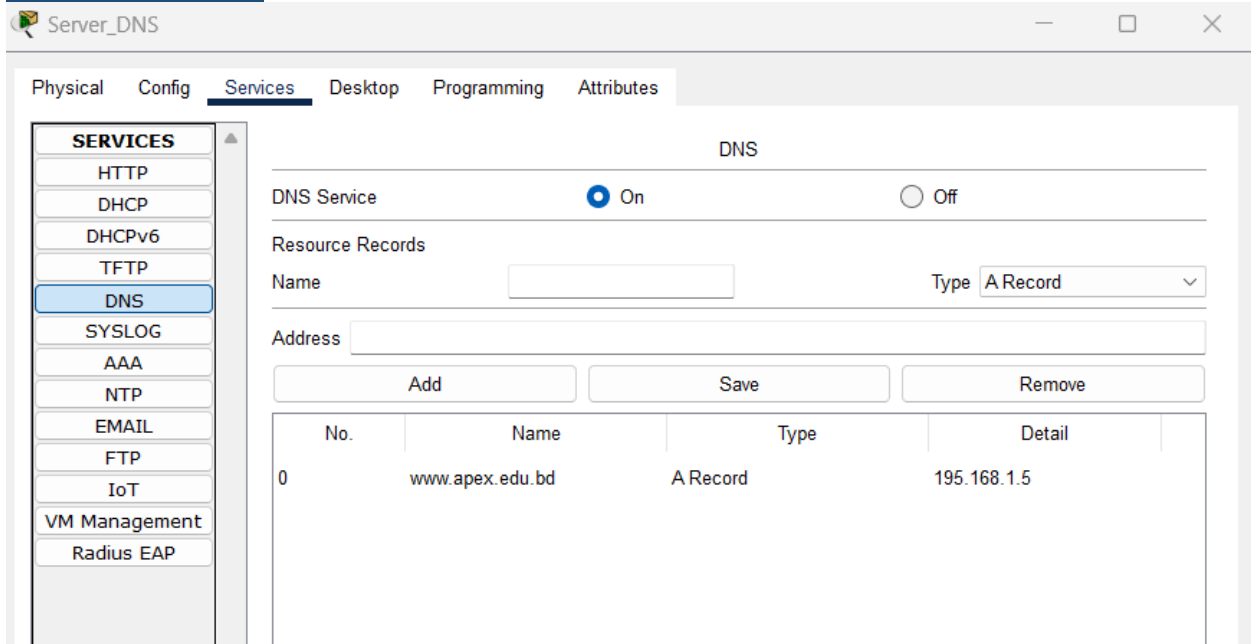 Server_DNS
Physical Config Services Desktop Programming Attributes
SERVICES
HTTP
DHCP
DHCPv6
TFTP
DNS
SYSLOG
AAA
NTP
EMAIL
FTP
IoT
VM Management
Radius EAP
DNS
DNS Service On Off
Resource Records
Name Type A Record
Address
Add Save Remove
No. Name Type Detail
0 www.apex.edu.bd A Record 195.168.1.5